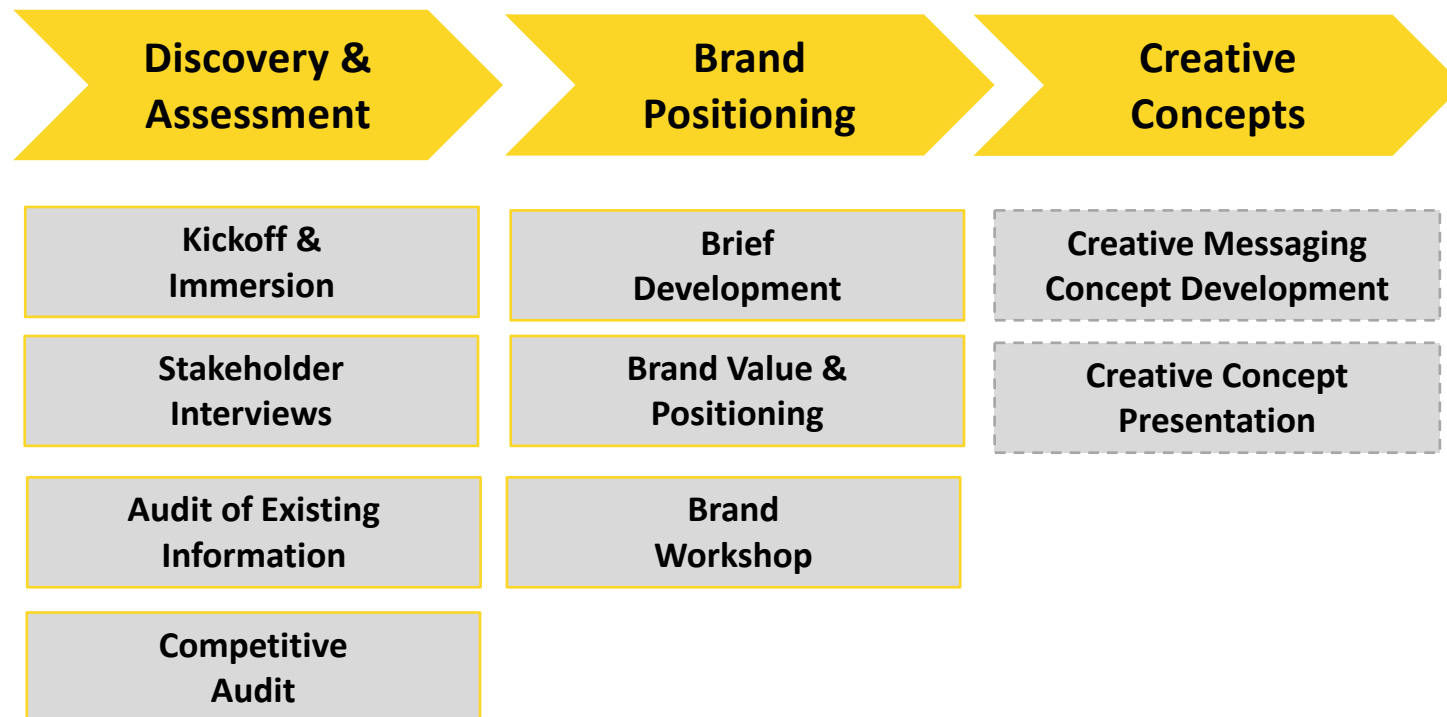 Discovery &
Assessment
Brand
Positioning
Creative
Concepts
Kickoff &
Immersion
Stakeholder
Interviews
Audit of Existing
Information
Competitive
Audit
Brief
Development
Brand Value &
Positioning
Brand
Workshop
Creative Messaging
Concept Development
Creative Concept
Presentation